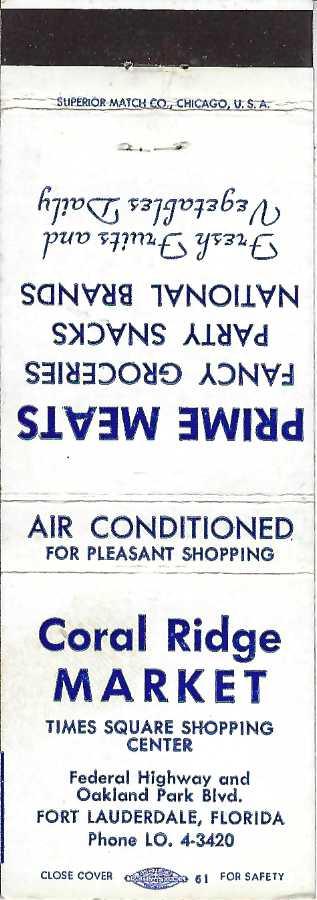 SUPERIOR MATCH CO., CHICAGO, U. S. A.
PRIME MEATS
FANCY GROCERIES
PARTY SNACKS
NATIONAL BRANDS
Fresh Fruits and
Vegetables Daily
AIR CONDITIONED
FOR PLEASANT SHOPPING
Coral Ridge
MARKET
TIMES SQUARE SHOPPING
CENTER
Federal Highway and
Oakland Park Blvd.
FORT LAUDERDALE, FLORIDA
Phone LO. 4-3420
CLOSE COVER 61 FOR SAFETY